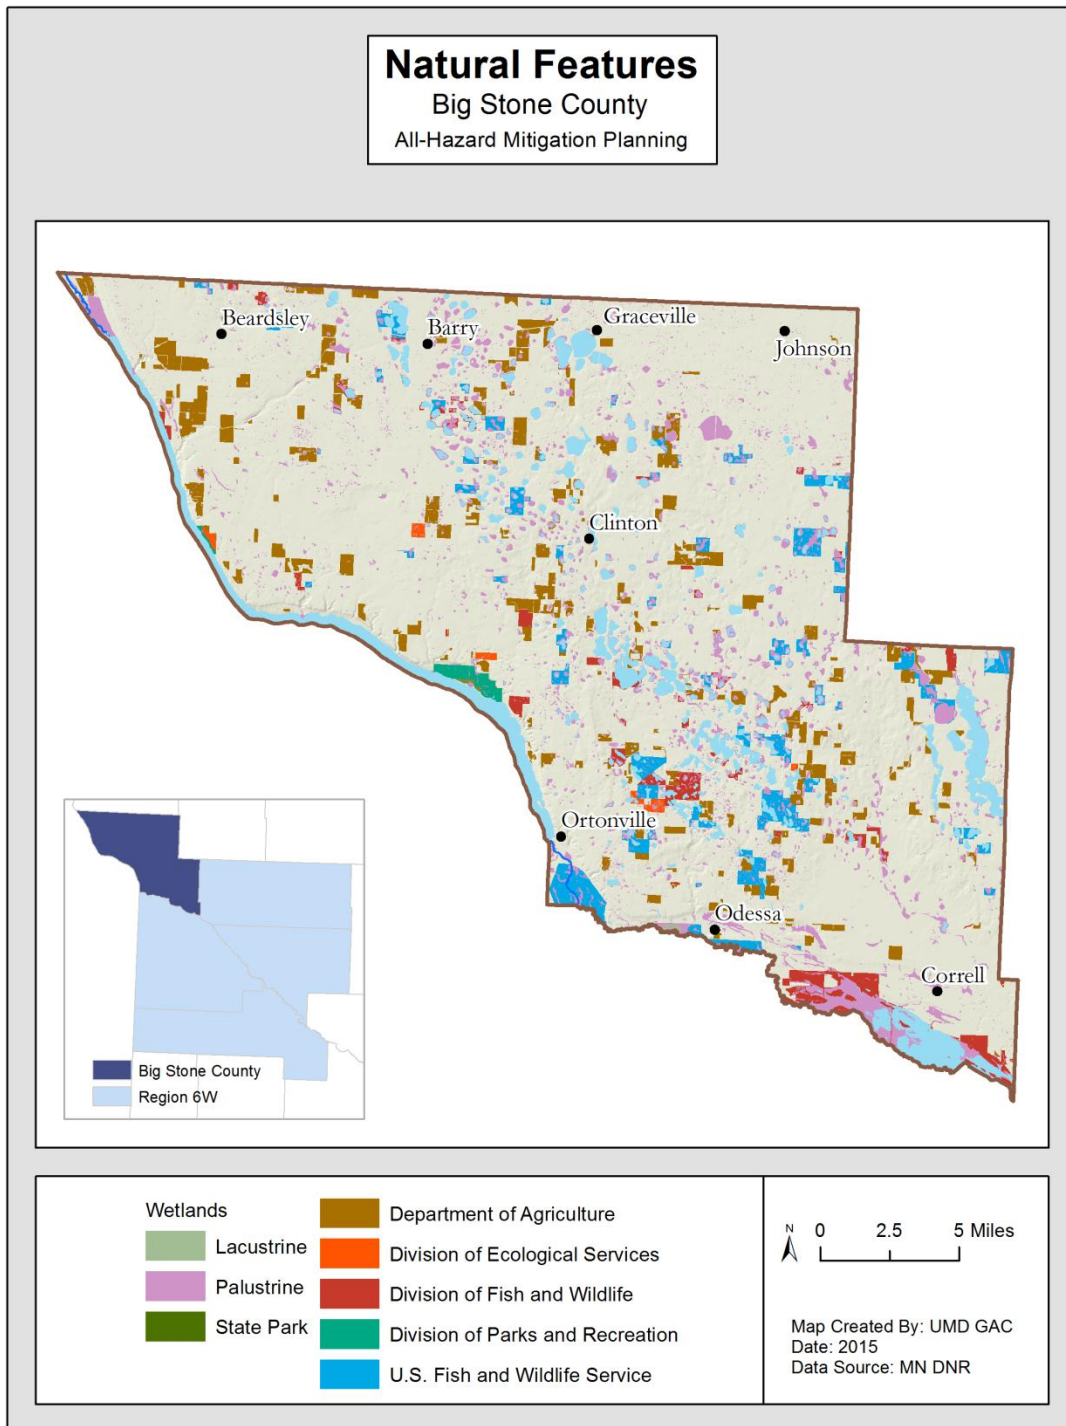 Natural Features
Big Stone County
All-Hazard Mitigation Planning
Beardsley
Barry
Graceville
Johnson
Clinton
Ortonville
Odessa
Correll
Big Stone County
Region 6W
Wetlands
Lacustrine
Palustrine
State Park
Department of Agriculture
Division of Ecological Services
Division of Fish and Wildlife
Division of Parks and Recreation
U.S. Fish and Wildlife Service
N
0 2.5 5 Miles
Map Created By: UMD GAC
Date: 2015
Data Source: MN DNR